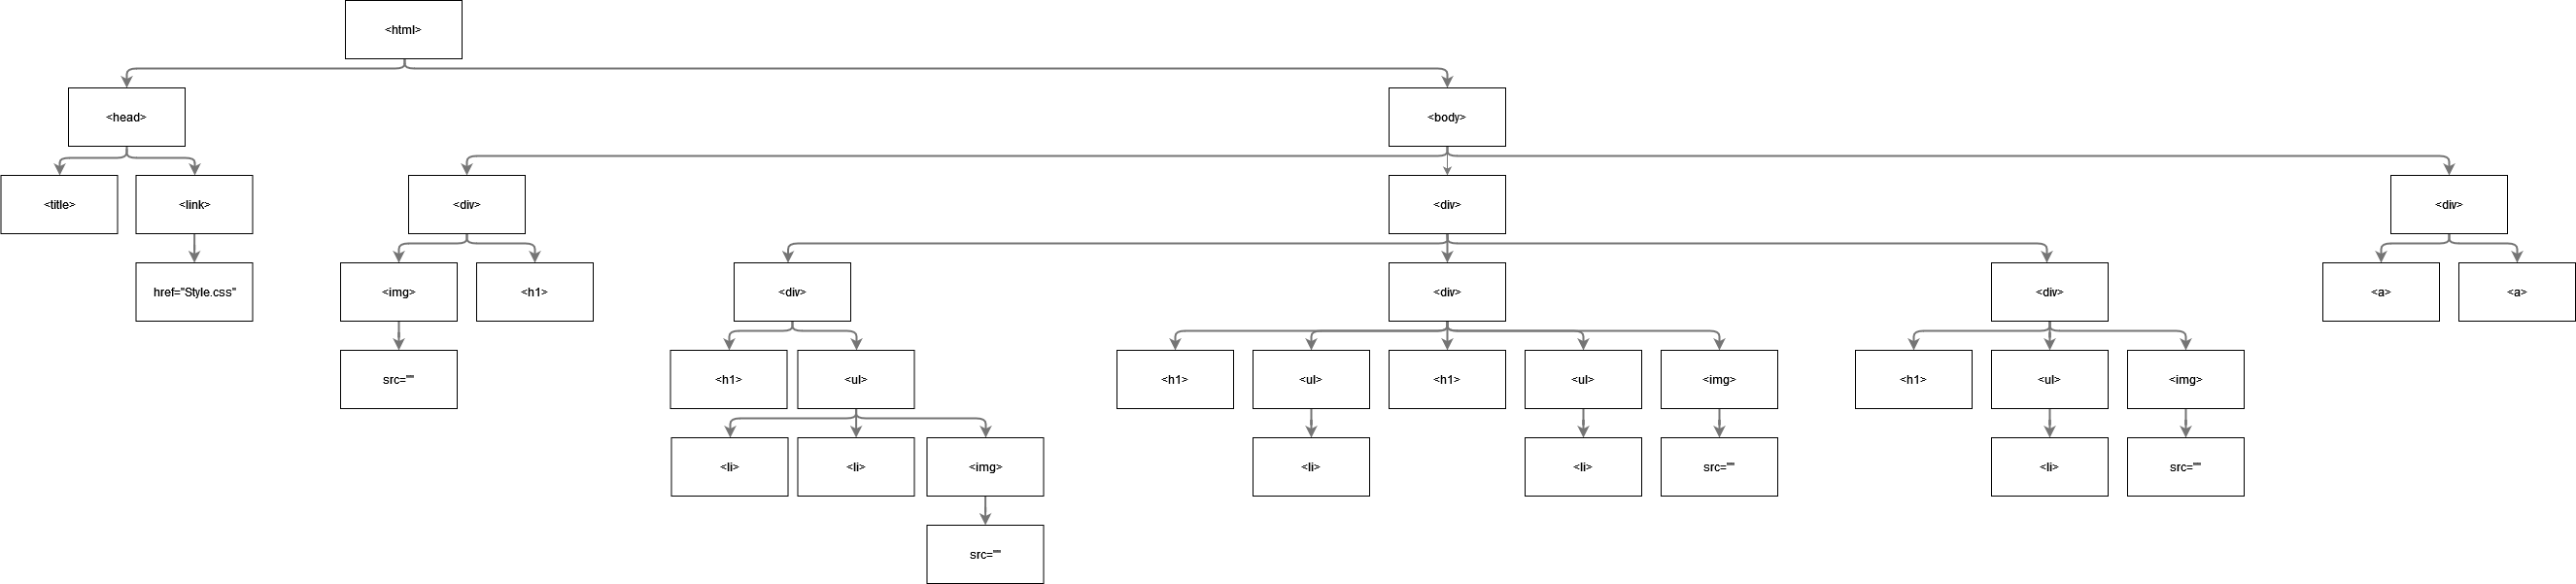 <html>
<head>
<body>
<title>
<link>
<div>
<div>
<div>
href="Style.css"
<img>
<h1>
<div>
<div>
<div>
<a>
<a>
src=""
<h1>
<ul>
<h1>
<ul>
<h1>
<ul>
<img>
<h1>
<ul>
<img>
<li>
<li>
<img>
<li>
<li>
src=""
<li>
src=""
src=""